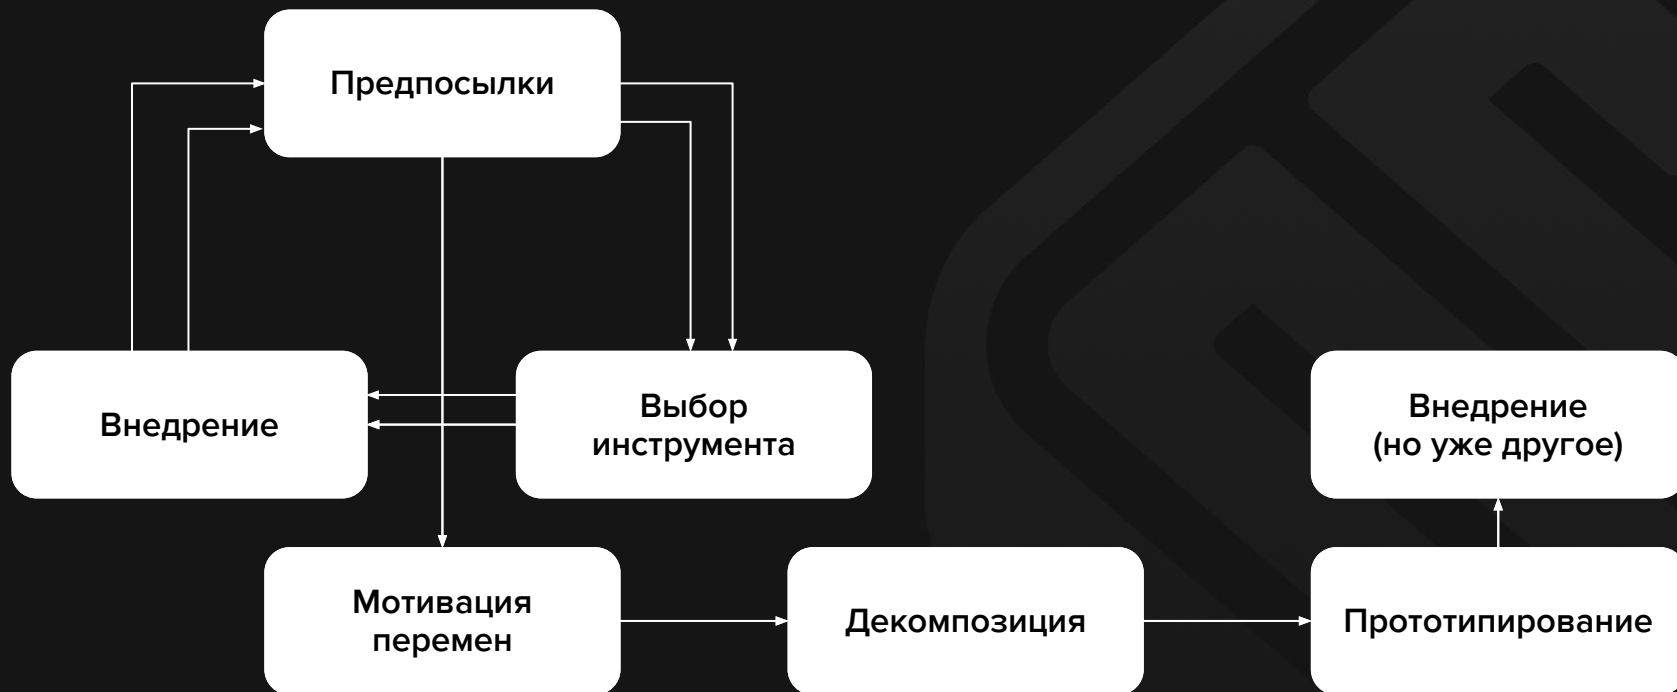 Предпосылки
Внедрение
Выбор
инструмента
Внедрение
(но уже другое)
Мотивация
перемен
Декомпозиция
Прототипирование